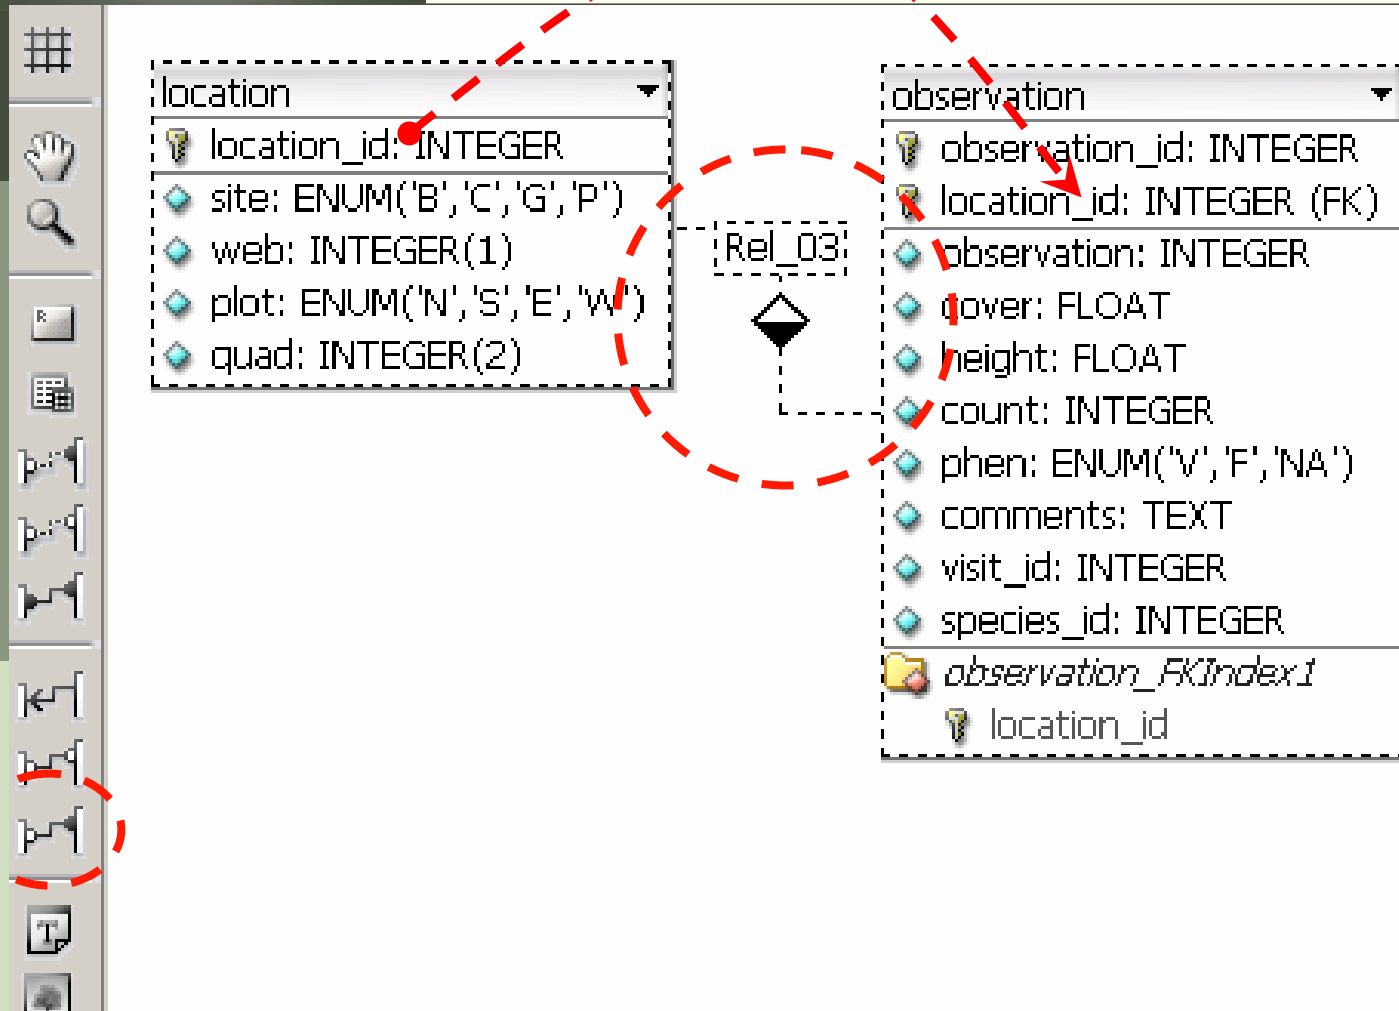 location
location_id: INTEGER
site: ENUM('B','C','G','P')
web: INTEGER(1)
plot: ENUM('N','S','E','W')
quad: INTEGER(2)
Rel_03
observation
observation_id: INTEGER
location_id: INTEGER (FK)
observation: INTEGER
cover: FLOAT
height: FLOAT
count: INTEGER
phen: ENUM('V','F','NA')
comments: TEXT
visit_id: INTEGER
species_id: INTEGER
observation_FKIndex1
location_id
R
T